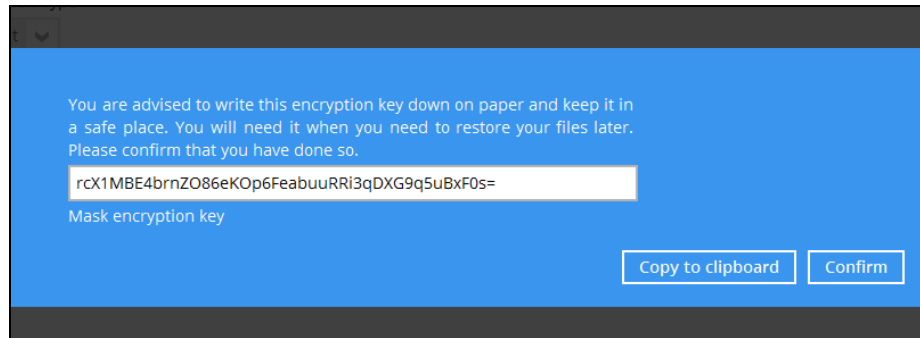 t
You are advised to write this encryption key down on paper and keep it in
a safe place. You will need it when you need to restore your files later.
Please confirm that you have done so.
rcX1MBE4brnZO86eKOp6FeabuuRRi3qDXG9q5uBxF0s=
Mask encryption key
Copy to clipboard Confirm